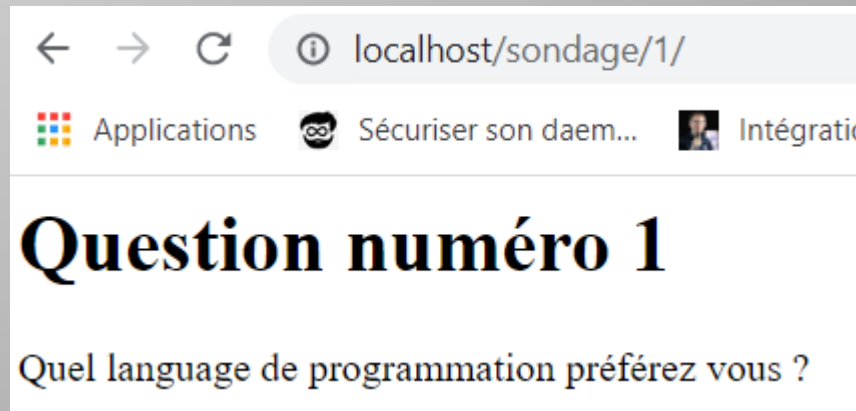 localhost/sondage/1/
Applications Sécuriser son daem... Intégratio
Question numéro 1
Quel language de programmation préférez vous ?